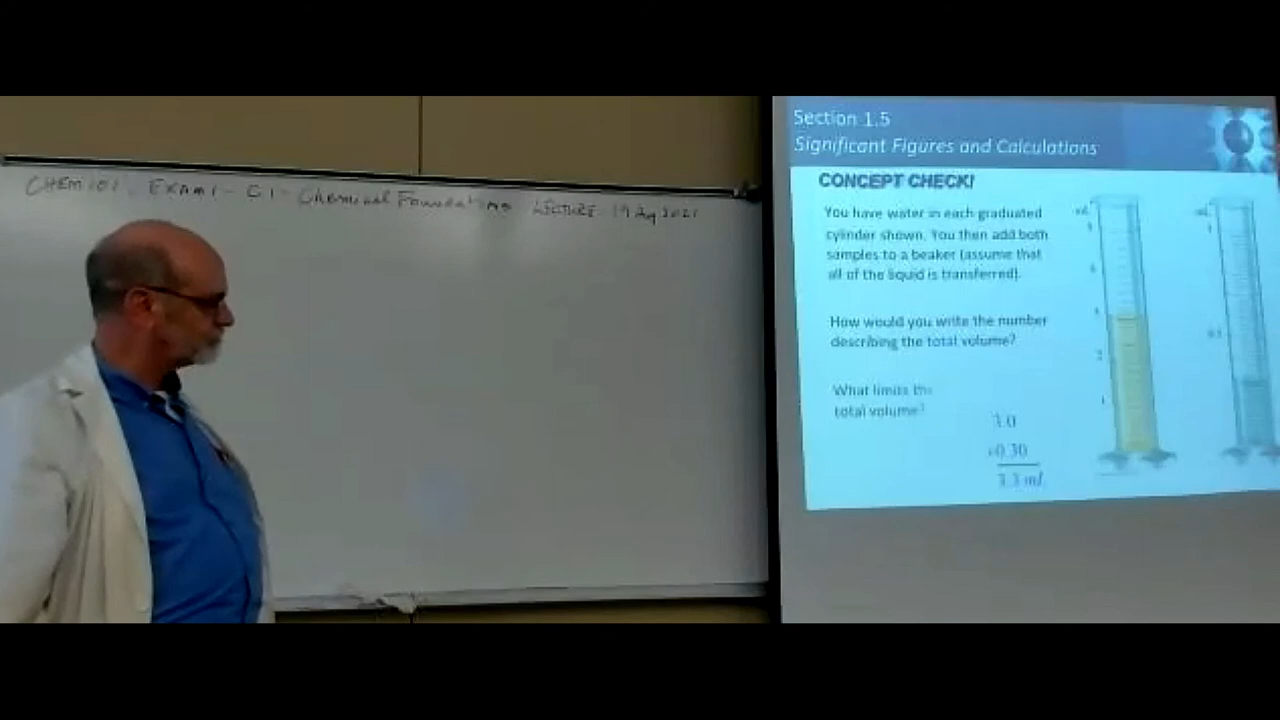 CHEM 101, EXAM 1 - C1 - Chemical Foundations LECTURE 19 Aug 2021
Section 1.5
Significant Figures and Calculations
CONCEPT CHECK!
You have water in each graduated
cylinder shown. You then add both
samples to a beaker (assume that
all of the liquid is transferred).
How would you write the number
describing the total volume?
What limits the
total volume?
3.0
+0.30
3.3 mL
mL
mL